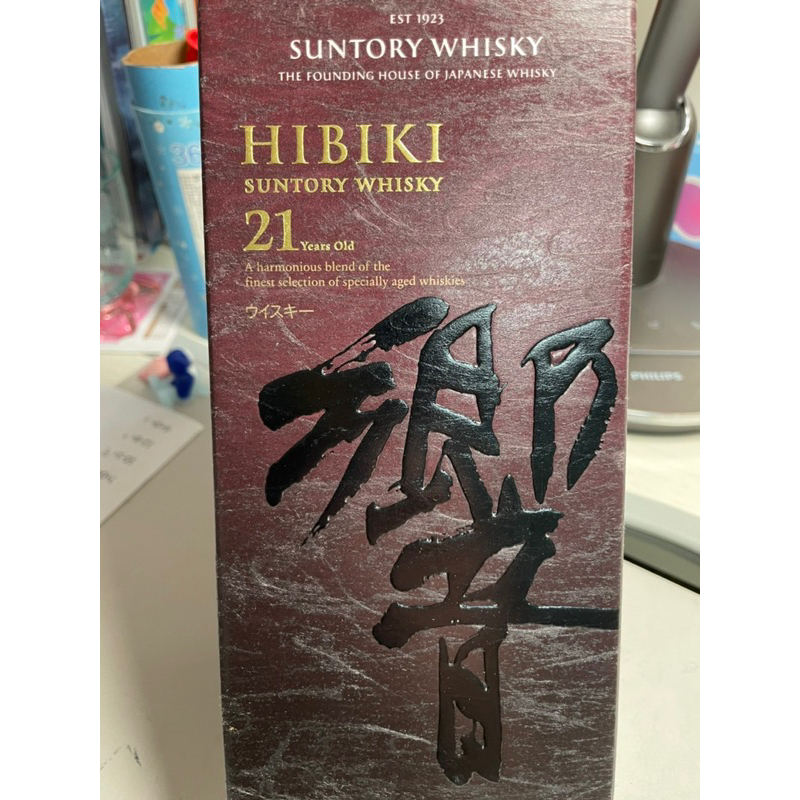 EST 1923
SUNTORY WHISKY
THE FOUNDING HOUSE OF JAPANESE WHISKY
HIBIKI
SUNTORY WHISKY
21 Years Old
A harmonious blend of the
finest selection of specially aged whiskies
ウイスキー
響
PHILIPS
36